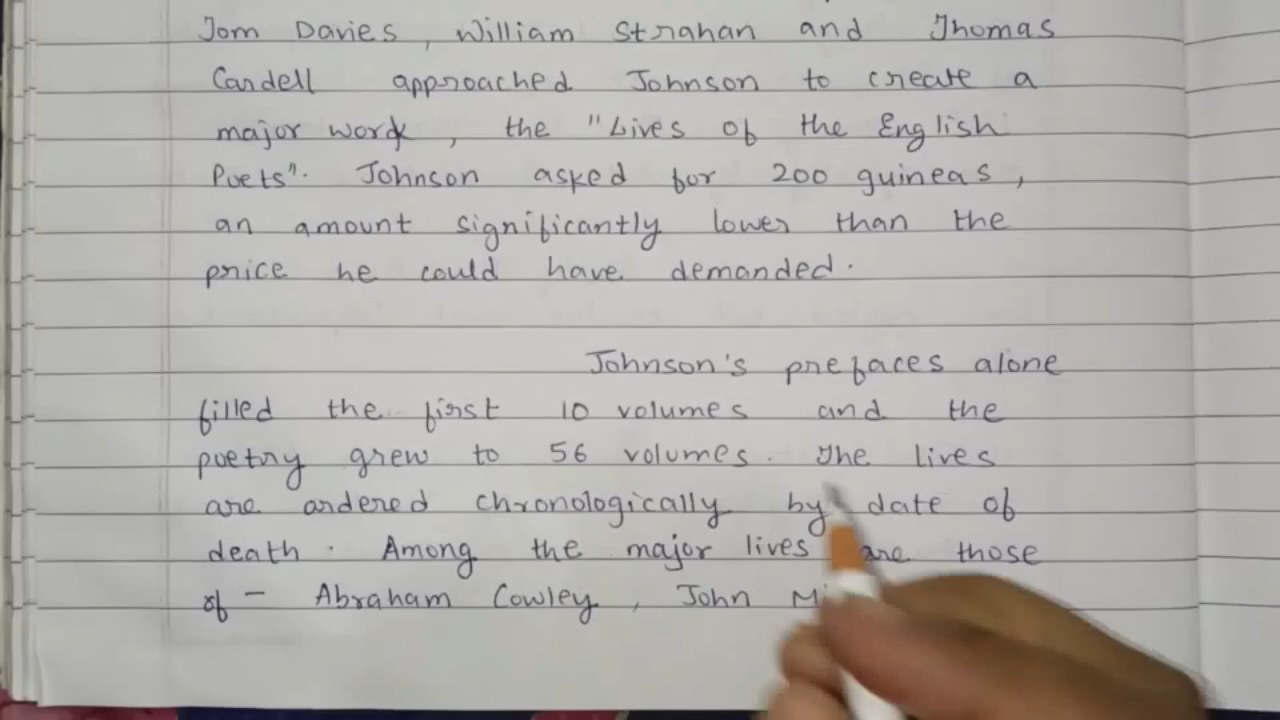 Tom Davies, William Strahan and Thomas
Cardell approached Johnson to create a
major work, the "Lives of the English
Poets". Johnson asked for 200 guineas,
an amount significantly lower than the
price he could have demanded.
Johnson's prefaces alone
filled the first 10 volumes and the
poetry grew to 56 volumes. The lives
are ordered chronologically by date of
death. Among the major lives are those
of - Abraham Cowley, John